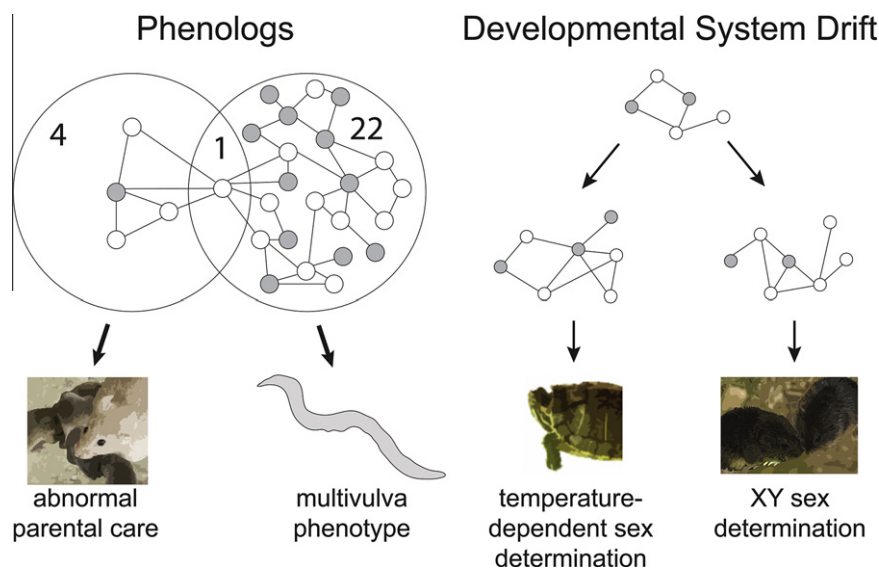 Phenologs
Developmental System Drift
4
1
22
abnormal
parental care
multivulva
phenotype
temperature-
dependent sex
determination
XY sex
determination